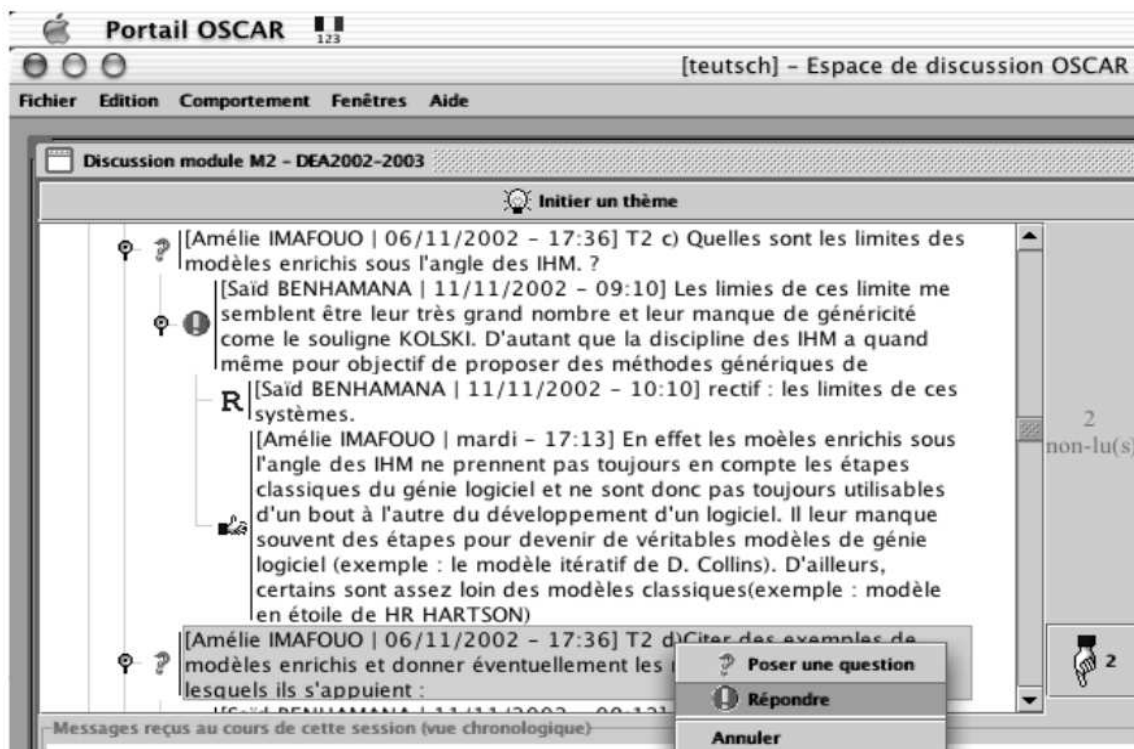 Portail OSCAR
123
[teutsch] – Espace de discussion OSCAR
Fichier Edition Comportement Fenêtres Aide
Discussion module M2 – DEA2002-2003
Initier un thème
[Amélie IMAFOUO | 06/11/2002 – 17:36] T2 c) Quelles sont les limites des
modèles enrichis sous l'angle des IHM. ?
[Saïd BENHAMANA | 11/11/2002 – 09:10] Les limies de ces limite me
semblent être leur très grand nombre et leur manque de généricité
come le souligne KOLSKI. D'autant que la discipline des IHM a quand
même pour objectif de proposer des méthodes génériques de
R [Saïd BENHAMANA | 11/11/2002 – 10:10] rectif : les limites de ces
systèmes.
[Amélie IMAFOUO | mardi – 17:13] En effet les moèles enrichis sous
l'angle des IHM ne prennent pas toujours en compte les étapes
classiques du génie logiciel et ne sont donc pas toujours utilisables
d'un bout à l'autre du développement d'un logiciel. Il leur manque
souvent des étapes pour devenir de véritables modèles de génie
logiciel (exemple : le modèle itératif de D. Collins). D'ailleurs,
certains sont assez loin des modèles classiques(exemple : modèle
en étoile de HR HARTSON)
2
non-lu(s)
[Amélie IMAFOUO | 06/11/2002 – 17:36] T2 d)Citer des exemples de
modèles enrichis et donner éventuellement les
lesquels ils s'appuient :
Poser une question
Répondre
Annuler
2
Messages reçus au cours de cette session (vue chronologique)